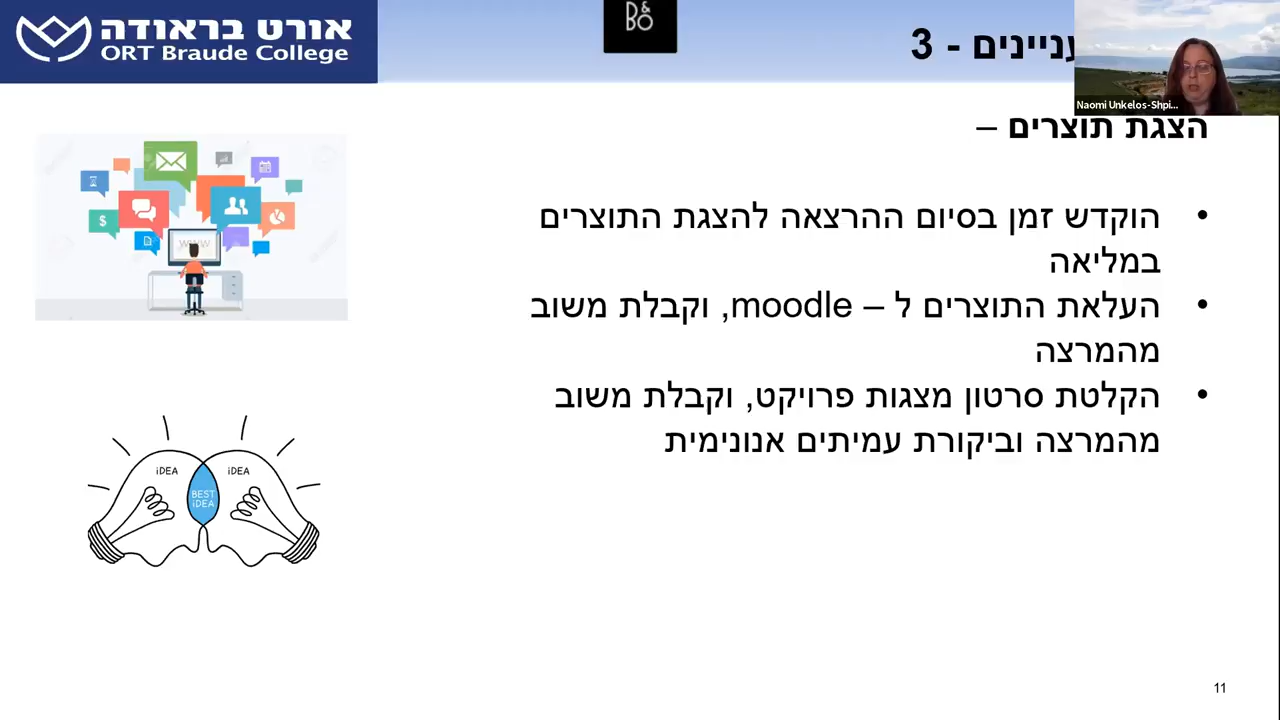 אורט בראודה
ORT Braude College
B&O
עניינים - 3
Naomi Unkelos-Shpi...
הצגת תוצרים –
• הוקדש זמן בסיום ההרצאה להצגת התוצרים
במליאה
• העלאת התוצרים ל – moodle, וקבלת משוב
מהמרצה
• הקלטת סרטון מצגות פרויקט, וקבלת משוב
מהמרצה וביקורת עמיתים אנונימית
$
WWW
iDEA
iDEA
BEST
iDEA
11